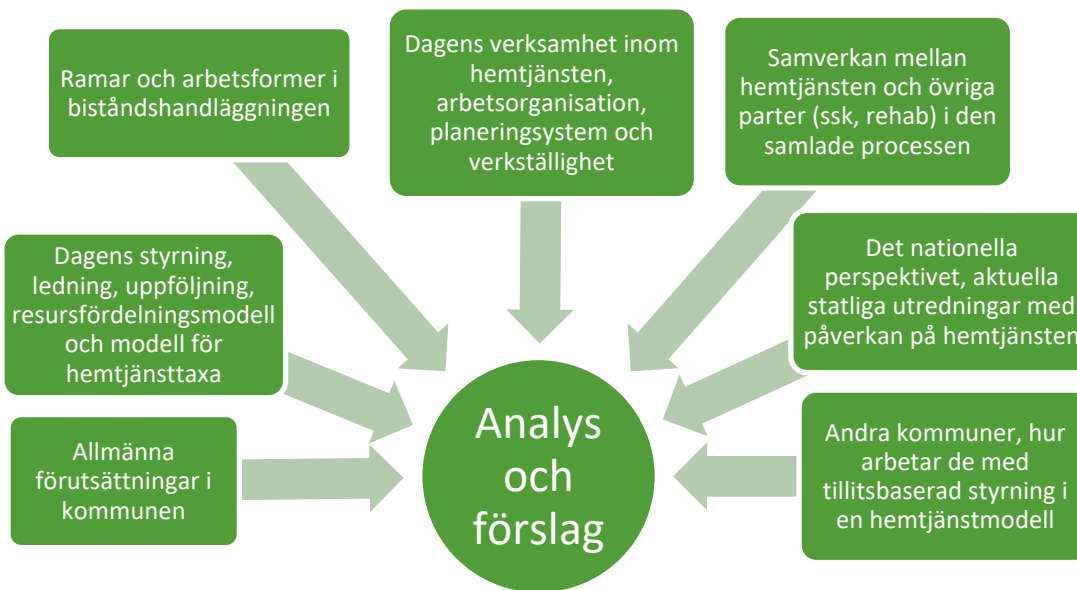 Ramar och arbetsformer i
biståndshandläggningen
Dagens verksamhet inom
hemtjänsten,
arbetsorganisation,
planeringsystem och
verkställighet
Samverkan mellan
hemtjänsten och övriga
parter (ssk, rehab) i den
samlade processen
Dagens styrning,
ledning, uppföljning,
resursfördelningsmodell
och modell för
hemtjänsttaxa
Det nationella
perspektivet, aktuella
statliga utredningar med
påverkan på hemtjänsten
Allmänna
förutsättningar i
kommunen
Analys
och
förslag
Andra kommuner, hur
arbetar de med
tillitsbaserad styrning i
en hemtjänstmodell